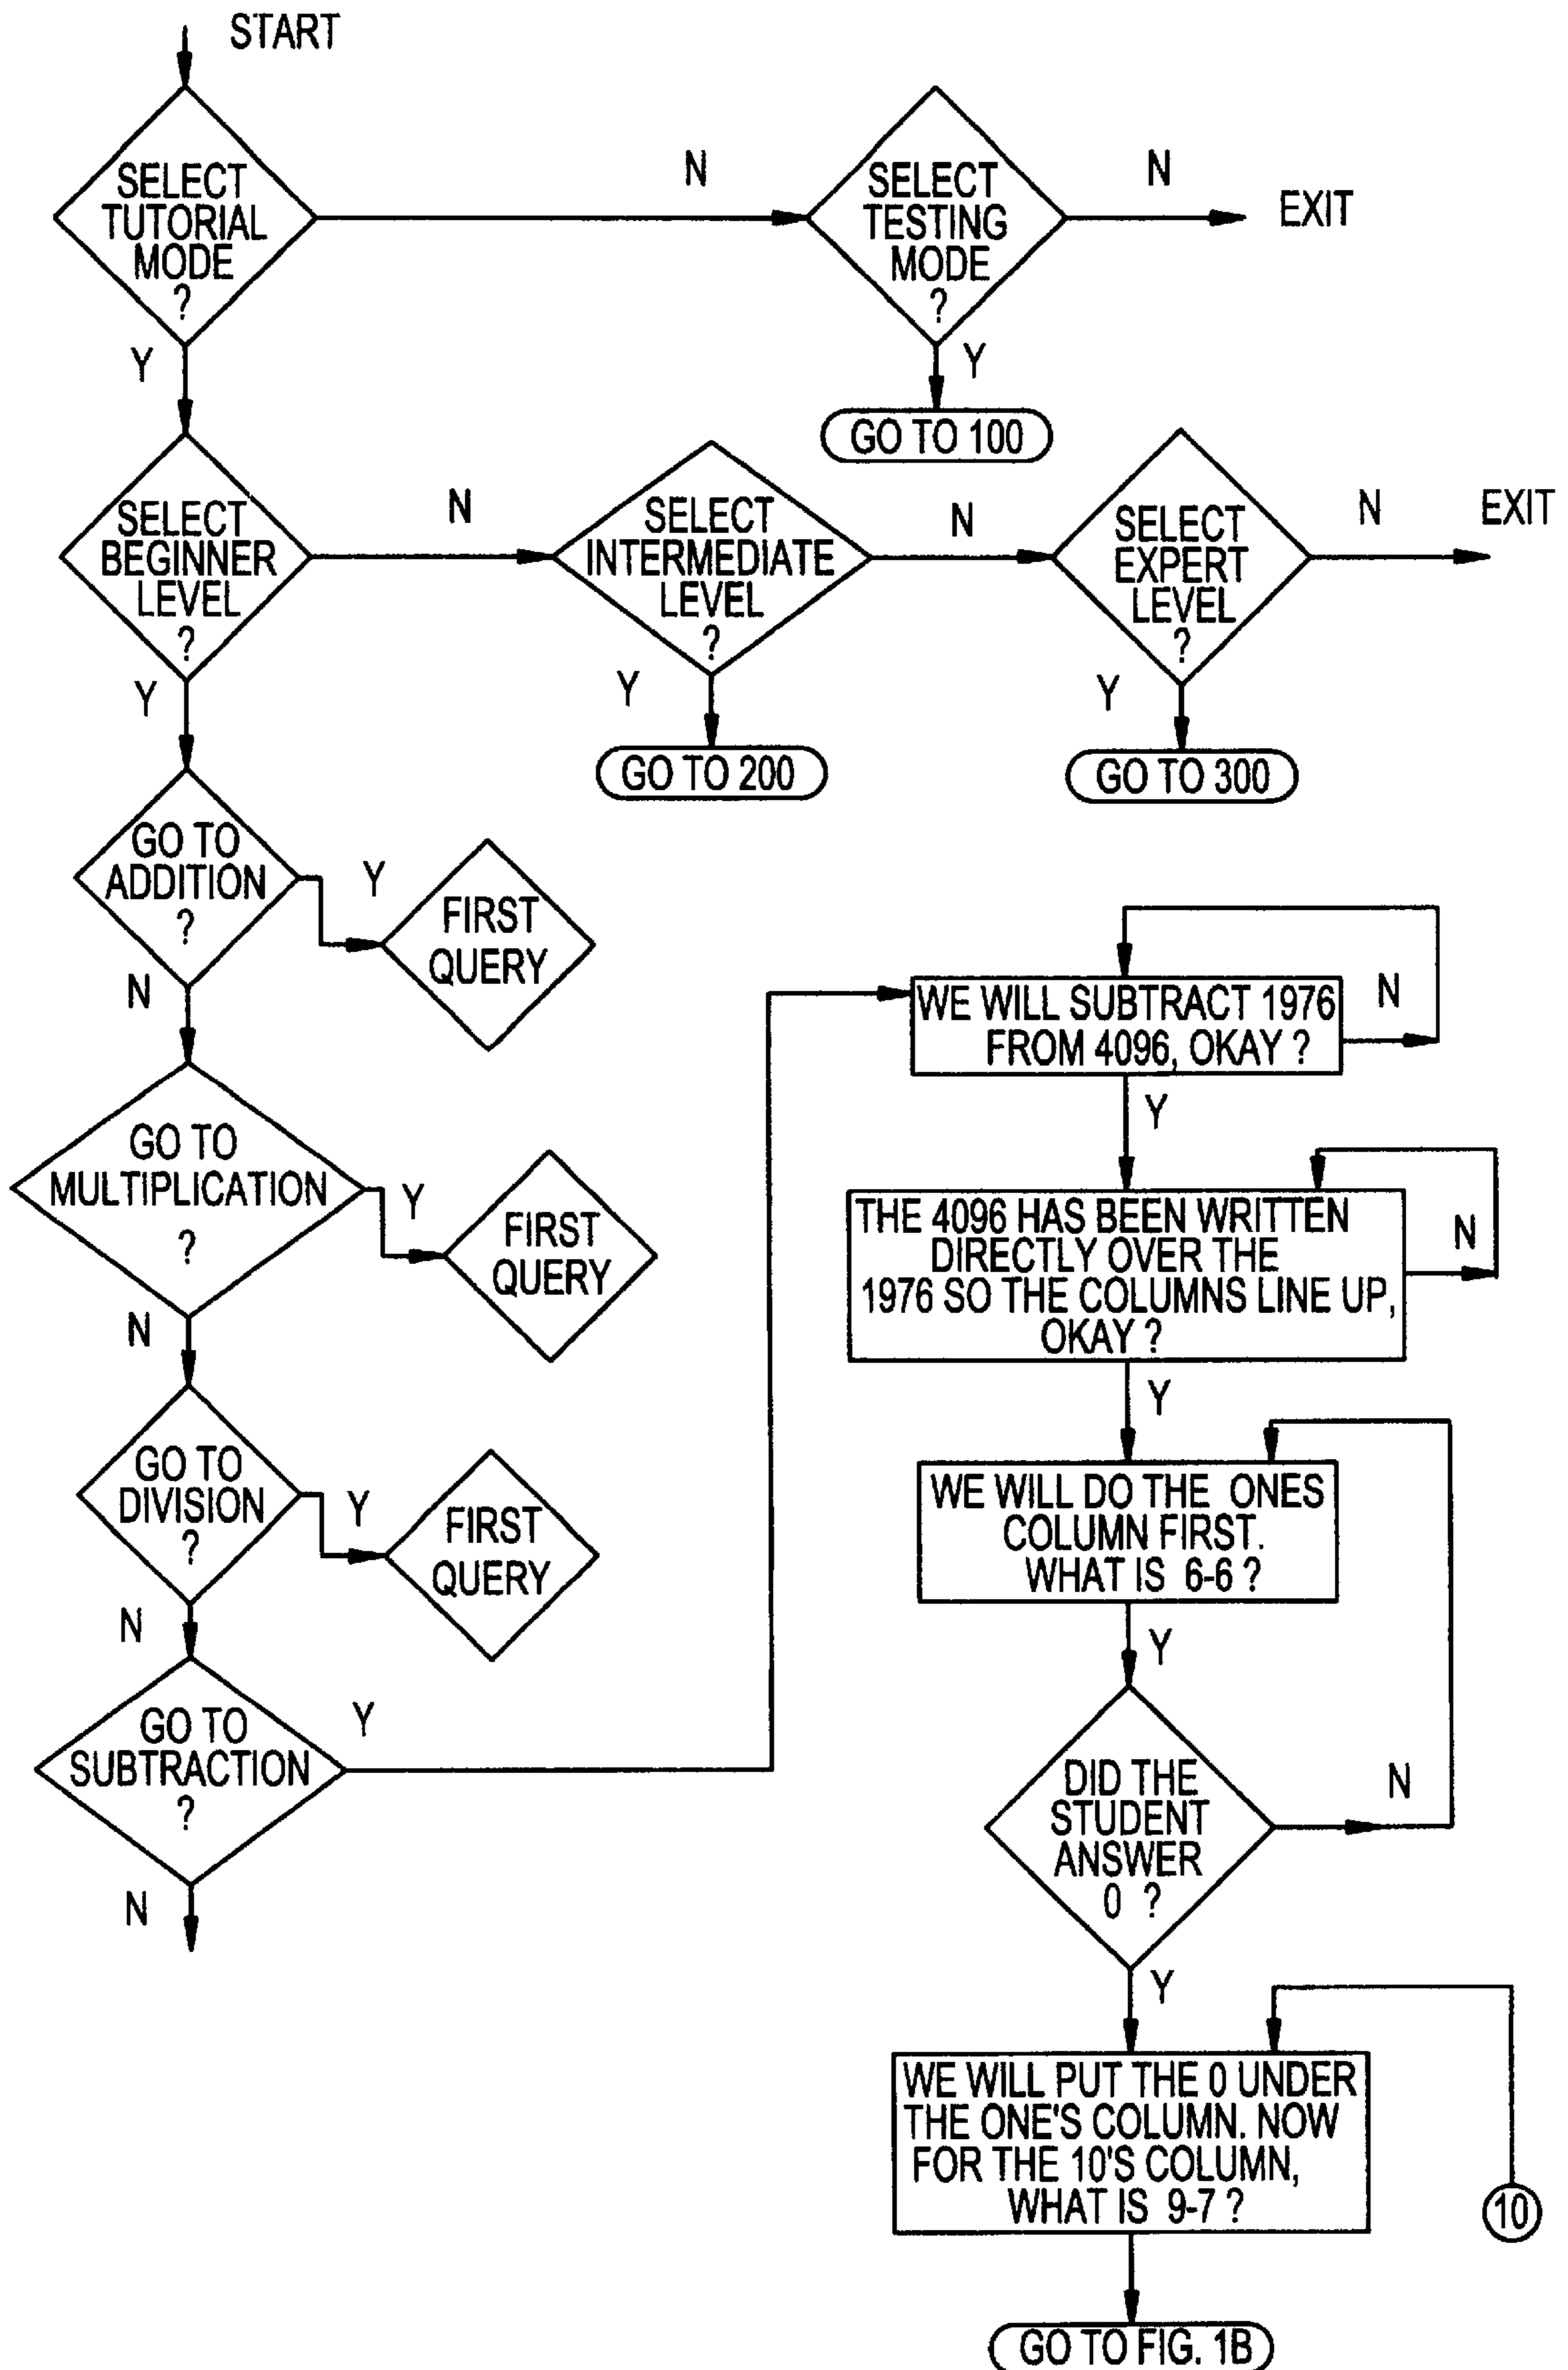 START
SELECT
TUTORIAL
MODE
?
N
SELECT
TESTING
MODE
?
N
EXIT
Y
Y
GO TO 100
SELECT
BEGINNER
LEVEL
?
N
SELECT
INTERMEDIATE
LEVEL
?
N
SELECT
EXPERT
LEVEL
?
N
EXIT
Y
Y
Y
GO TO 200
GO TO 300
GO TO
ADDITION
?
Y
FIRST
QUERY
N
GO TO
MULTIPLICATION
?
Y
FIRST
QUERY
N
GO TO
DIVISION
?
Y
FIRST
QUERY
N
GO TO
SUBTRACTION
?
Y
N
WE WILL SUBTRACT 1976
FROM 4096, OKAY ?
N
Y
THE 4096 HAS BEEN WRITTEN
DIRECTLY OVER THE
1976 SO THE COLUMNS LINE UP,
OKAY ?
N
Y
WE WILL DO THE ONES
COLUMN FIRST.
WHAT IS 6-6 ?
Y
DID THE
STUDENT
ANSWER
0 ?
N
Y
WE WILL PUT THE 0 UNDER
THE ONE'S COLUMN. NOW
FOR THE 10'S COLUMN,
WHAT IS 9-7 ?
10
GO TO FIG. 1B